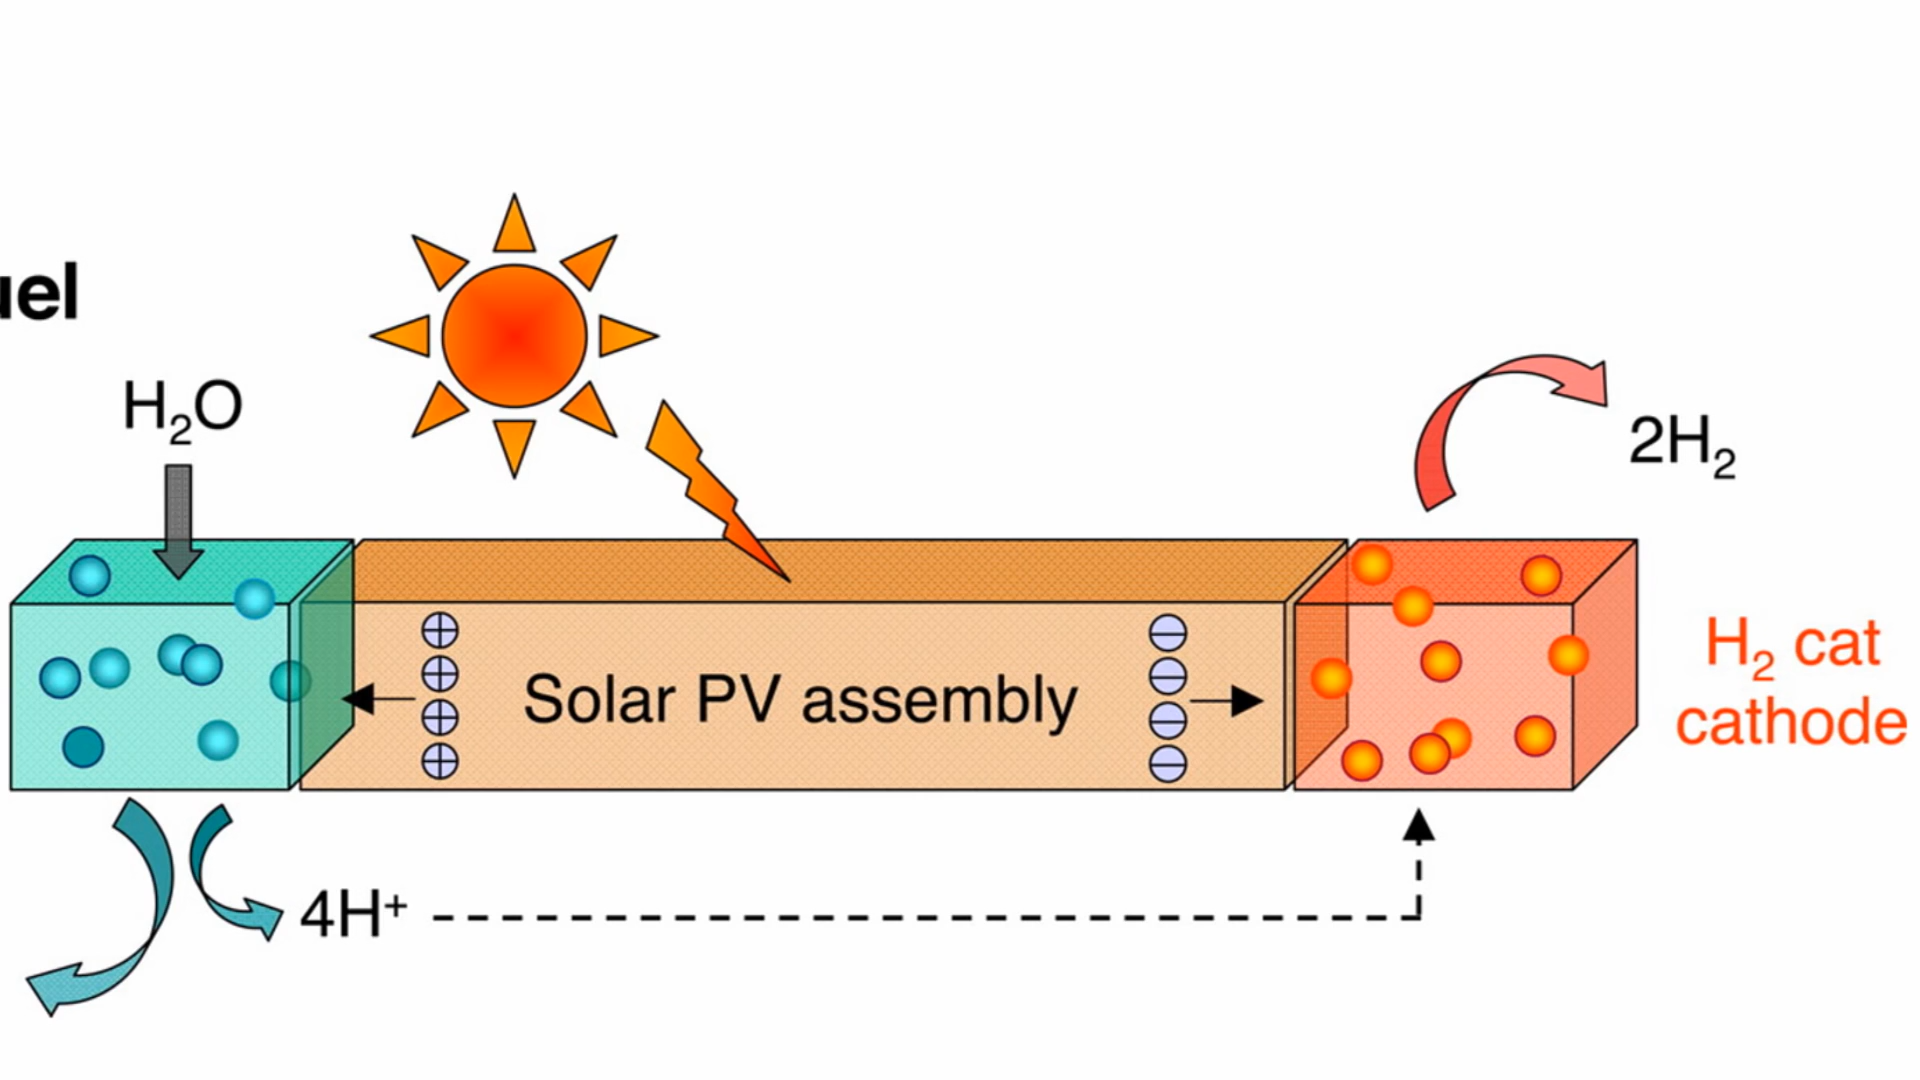 uel
H₂O
2H₂
Solar PV assembly
H₂ cat
cathode
4H⁺